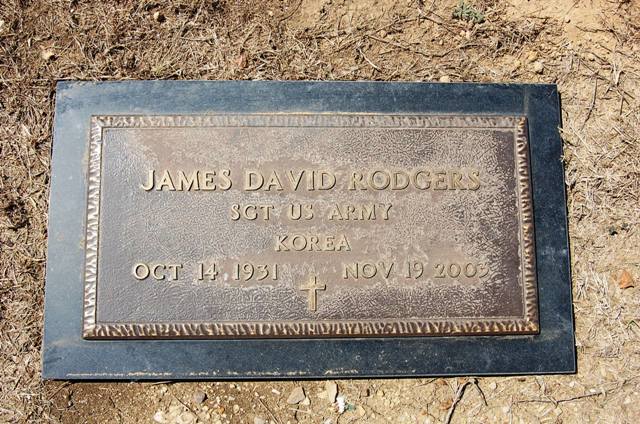 JAMES DAVID RODGERS
SGT US ARMY
KOREA
OCT 14 1931 NOV 19 2003